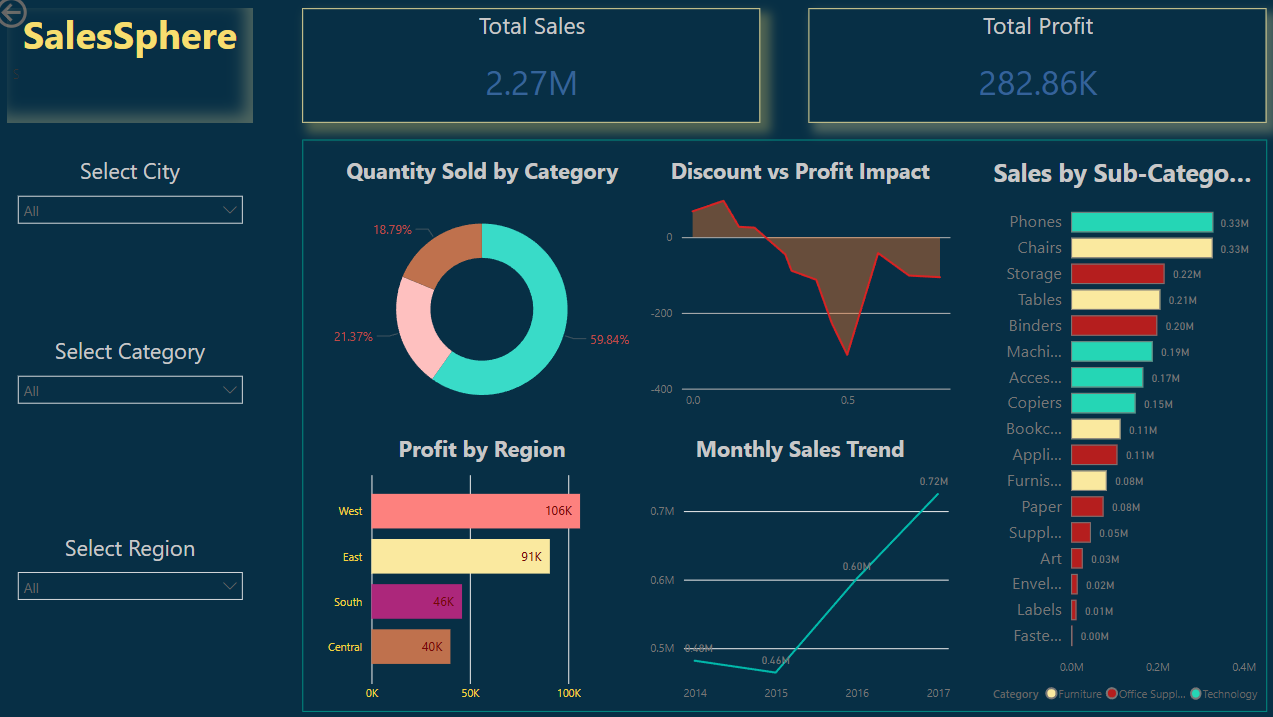 SalesSphere
Total Sales
2.27M
Total Profit
282.86K
Select City
All
Select Category
All
Select Region
All
Quantity Sold by Category
18.79%
21.37%
59.84%
Discount vs Profit Impact
0
-200
-400
0.0 0.5
Profit by Region
West 106K
East 91K
South 46K
Central 40K
0K 50K 100K
Monthly Sales Trend
0.7M
0.6M
0.5M
0.48M
0.46M
0.60M
0.72M
2014 2015 2016 2017
Sales by Sub-Catego...
Phones 0.33M
Chairs 0.33M
Storage 0.22M
Tables 0.21M
Binders 0.20M
Machi... 0.19M
Acces... 0.17M
Copiers 0.15M
Bookc... 0.11M
Appli... 0.11M
Furnis... 0.08M
Paper 0.08M
Suppl... 0.05M
Art 0.03M
Envel... 0.02M
Labels 0.01M
Faste... 0.00M
0.0M 0.2M 0.4M
Category Furniture Office Suppl... Technology